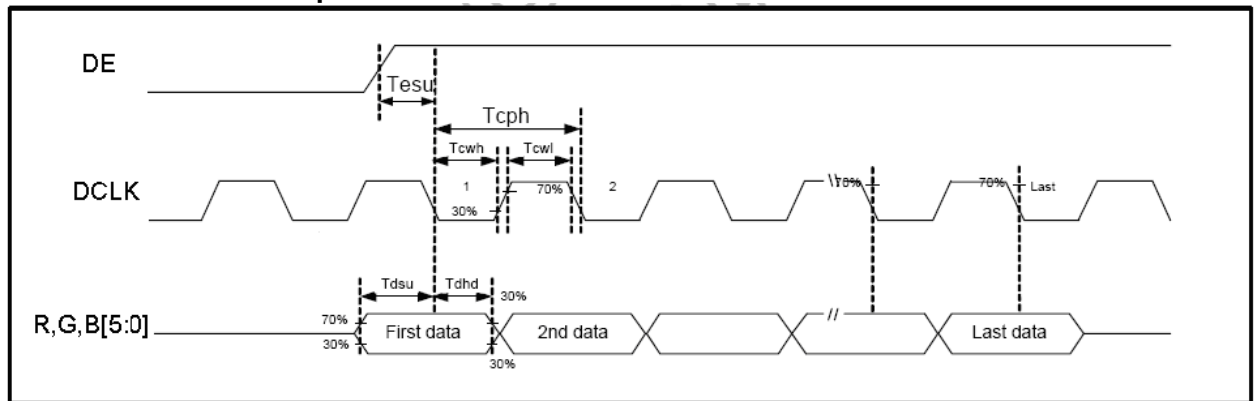 DE
Tesu
Tcph
Tcwh Tcwl
DCLK
1
70%
2
\\ 70%
70%
Last
30%
Tdsu Tdhd
30%
R,G,B[5:0]
70%
First data
2nd data
//
Last data
30%
30%